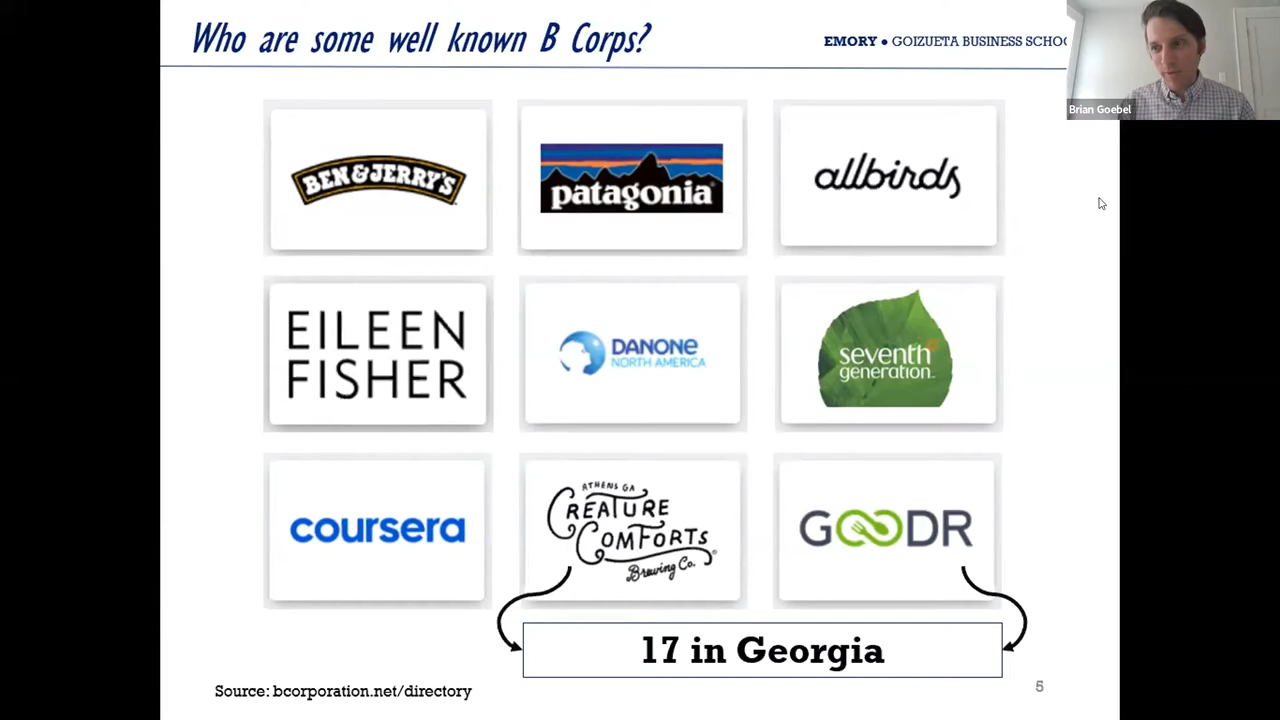 Who are some well known B Corps?
EMORY ● GOIZUETA BUSINESS SCHOO
Brian Goebel
BEN & JERRY'S
patagonia®
allbirds
EILEEN
FISHER
DANONE
NORTH AMERICA
seventh
generation™
coursera
ATHENS GA
CREATURE
COMFORTS
Brewing Co.®
GOODR
17 in Georgia
Source: bcorporation.net/directory
5